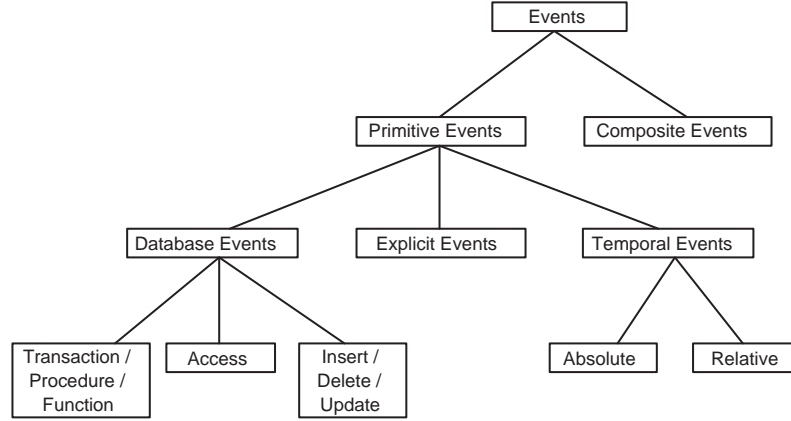 Events
Primitive Events
Composite Events
Database Events
Explicit Events
Temporal Events
Transaction /
Procedure /
Function
Access
Insert /
Delete /
Update
Absolute
Relative